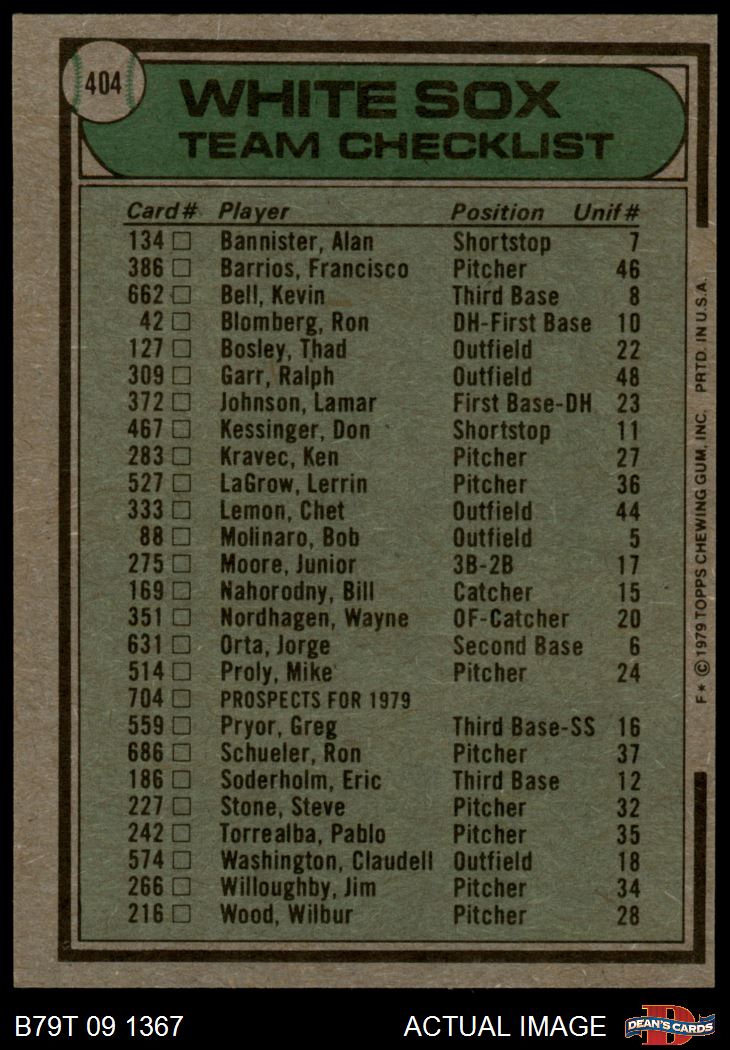 404
WHITE SOX
TEAM CHECKLIST
Card# Player Position Unif#
134 □ Bannister, Alan Shortstop 7
386 □ Barrios, Francisco Pitcher 46
662 □ Bell, Kevin Third Base 8
42 □ Blomberg, Ron DH-First Base 10
127 □ Bosley, Thad Outfield 22
309 □ Garr, Ralph Outfield 48
372 □ Johnson, Lamar First Base-DH 23
467 □ Kessinger, Don Shortstop 11
283 □ Kravec, Ken Pitcher 27
527 □ LaGrow, Lerrin Pitcher 36
333 □ Lemon, Chet Outfield 44
88 □ Molinaro, Bob Outfield 5
275 □ Moore, Junior 3B-2B 17
169 □ Nahorodny, Bill Catcher 15
351 □ Nordhagen, Wayne OF-Catcher 20
631 □ Orta, Jorge Second Base 6
514 □ Proly, Mike Pitcher 24
704 □ PROSPECTS FOR 1979
559 □ Pryor, Greg Third Base-SS 16
686 □ Schueler, Ron Pitcher 37
186 □ Soderholm, Eric Third Base 12
227 □ Stone, Steve Pitcher 32
242 □ Torrealba, Pablo Pitcher 35
574 □ Washington, Claudell Outfield 18
266 □ Willoughby, Jim Pitcher 34
216 □ Wood, Wilbur Pitcher 28
F* © 1979 TOPPS CHEWING GUM, INC. PRTD. IN U.S.A.
B79T 09 1367 ACTUAL IMAGE
D
DEAN'S CARDS